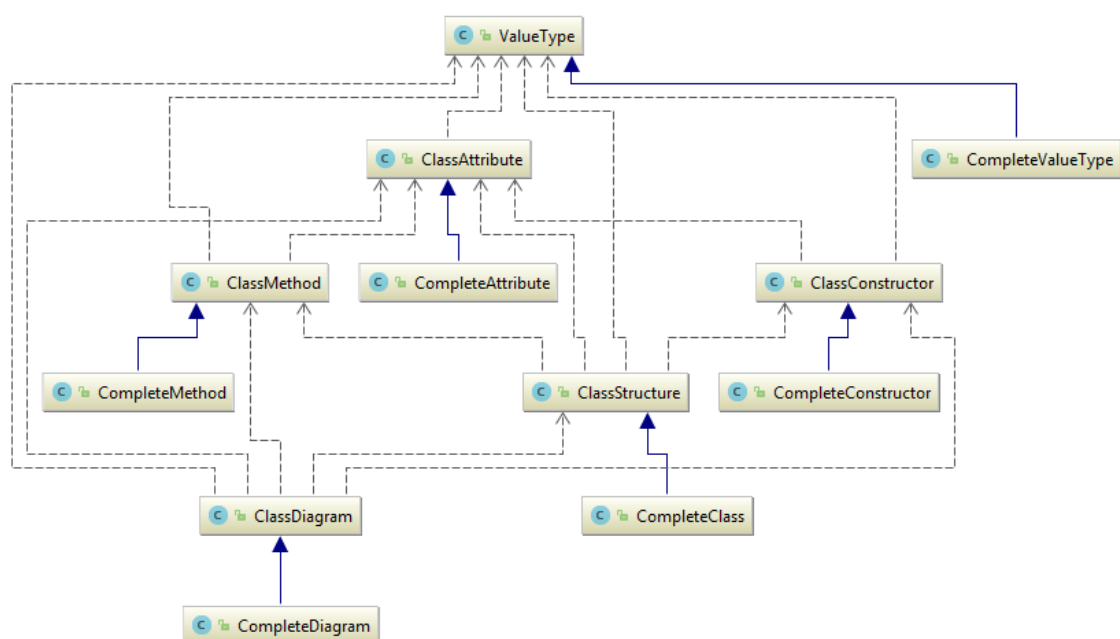 C ValueType
C ClassAttribute
C CompleteValueType
C ClassMethod
C CompleteAttribute
C ClassConstructor
C CompleteMethod
C ClassStructure
C CompleteConstructor
C ClassDiagram
C CompleteClass
C CompleteDiagram